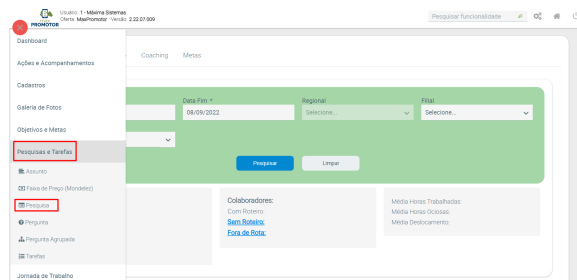 Usuário: 1 - Máxima Sistemas
Oferta MaxPromotor Versão: 2.22.07.009
PROMOTOR
Pesquisar funcionalidade
Dashboard
Ações e Acompanhamentos
Coaching Metas
Cadastros
Galeria de Fotos
Data Fim * Regional Filial
08/09/2022 Selecione... Selecione...
Objetivos e Metas
Pesquisas e Tarefas
Pesquisar Limpar
Assunto
Faixa de Preço (Mondelez)
Pesquisa
Pergunta
Pergunta Agrupada
Tarefas
Jornada de Trabalho
Colaboradores:
Com Roteiro:
Sem Roteiro:
Fora de Rota:
Média Horas Trabalhadas:
Média Horas Ociosas:
Média Deslocamento: